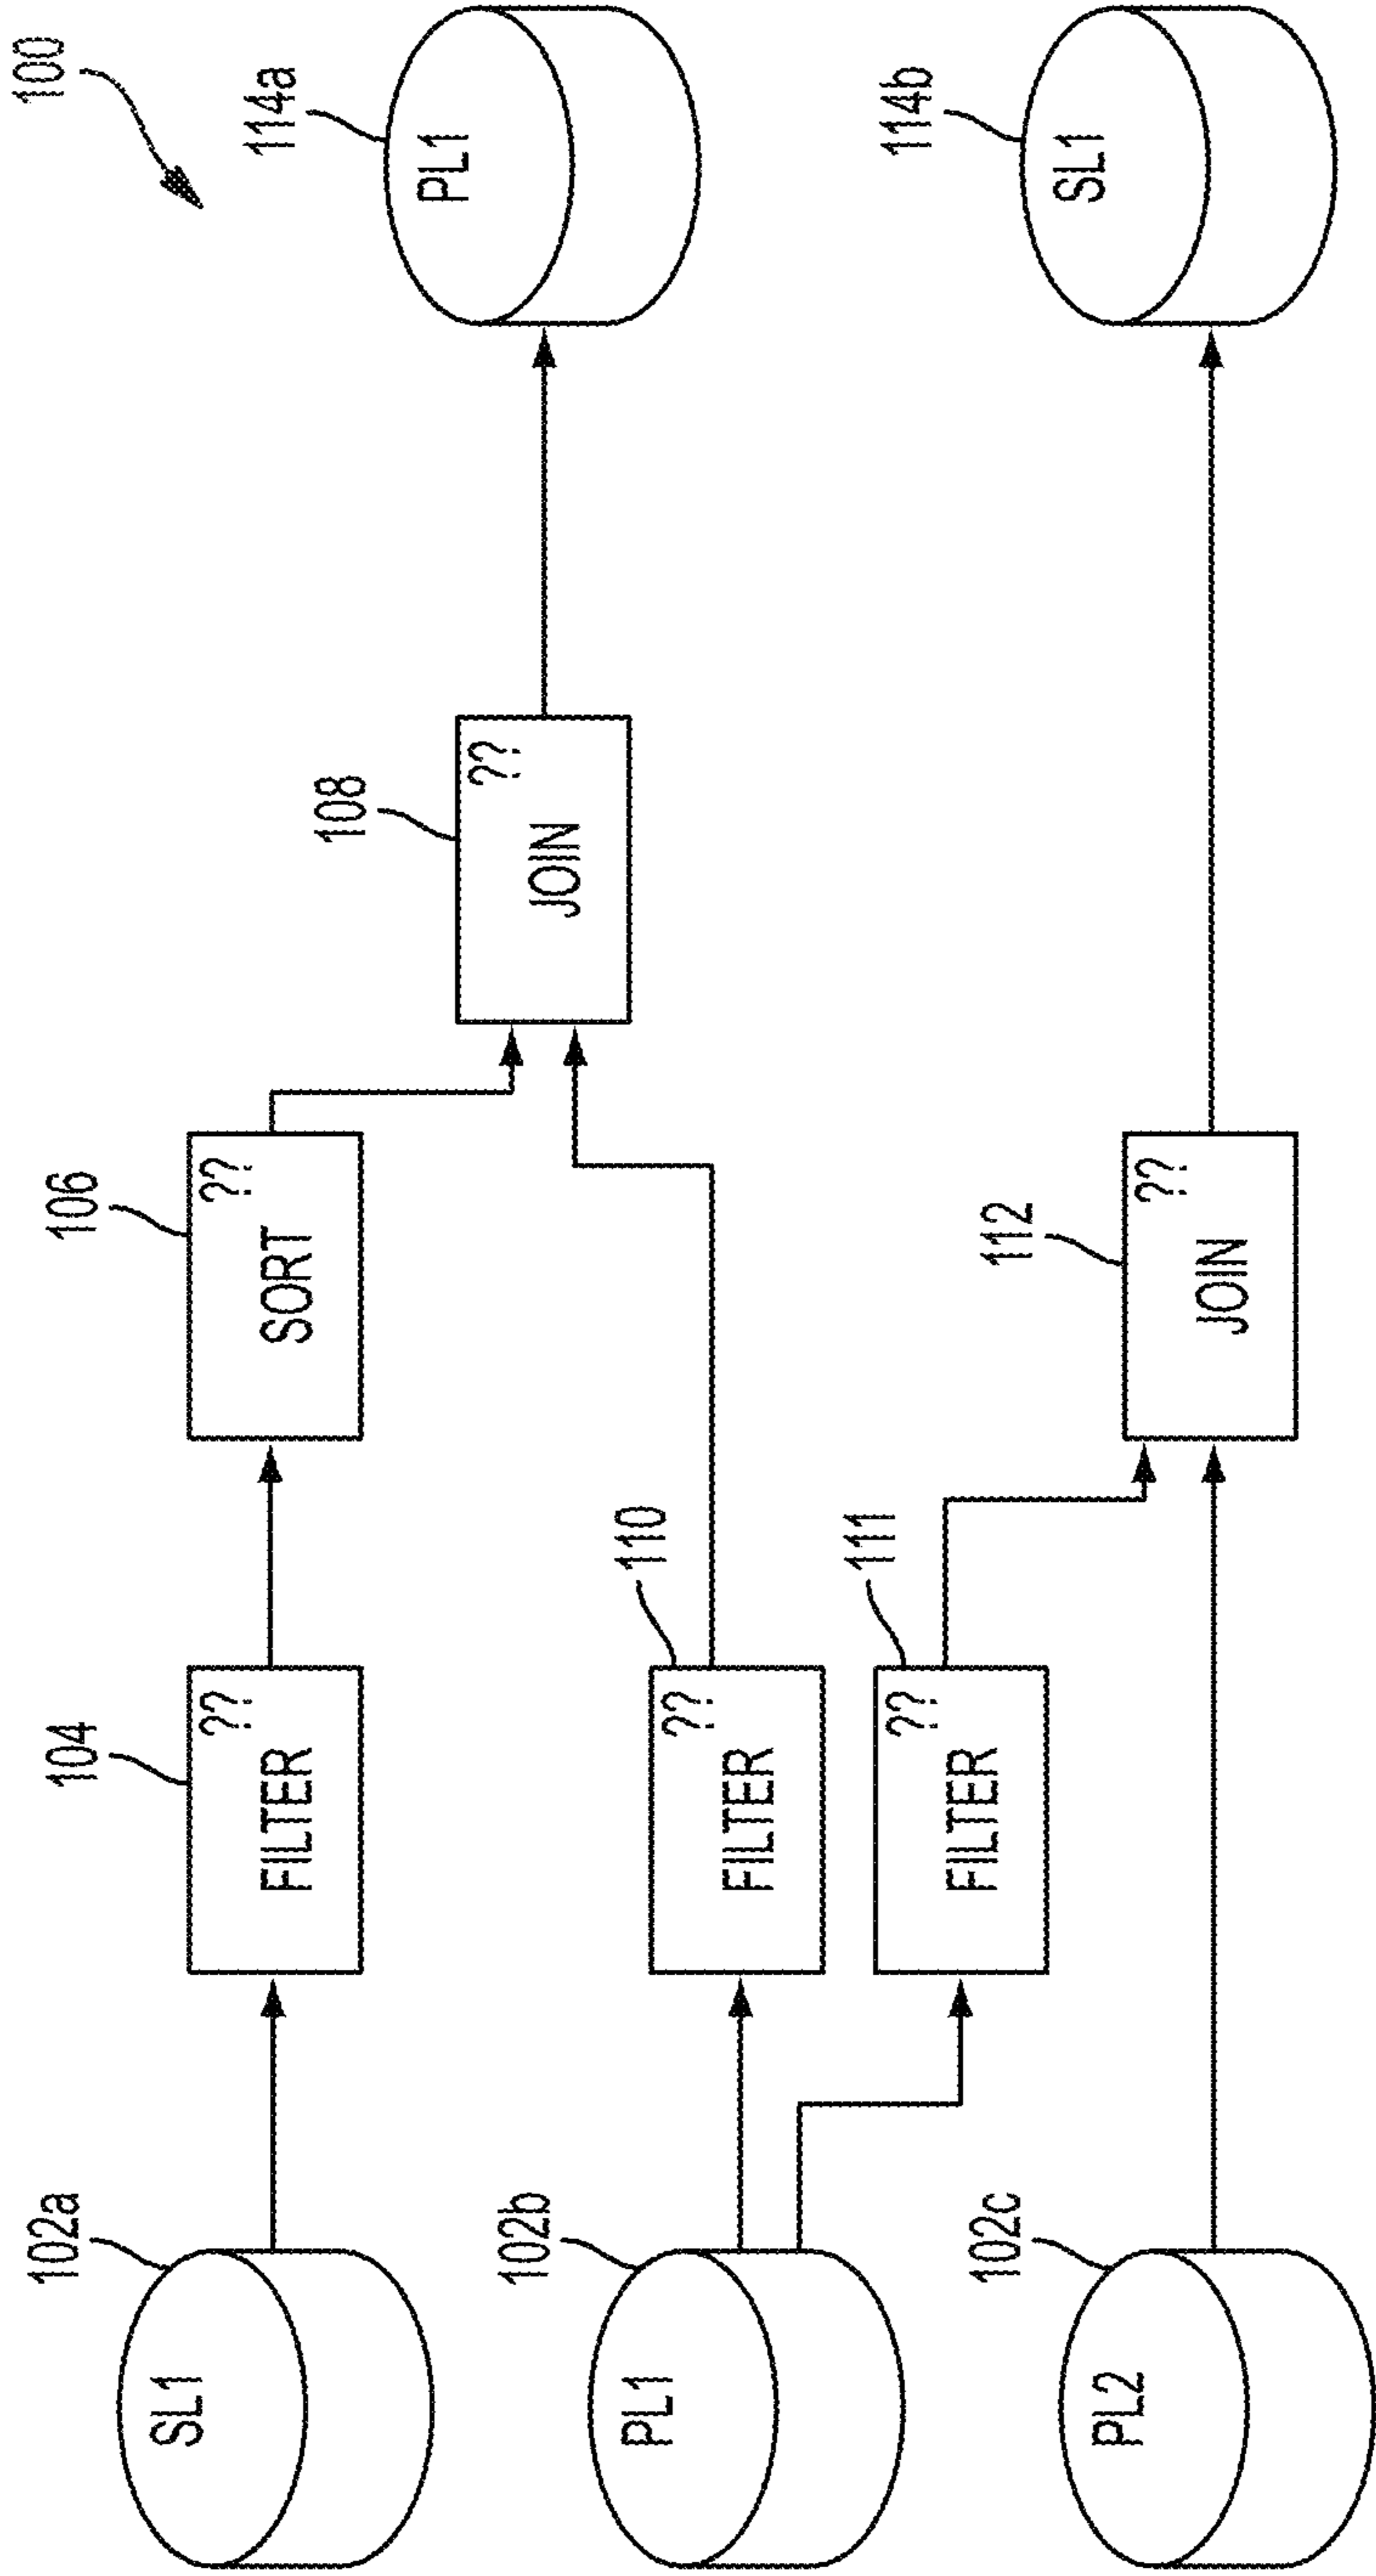 100
102a
SL1
104
??
FILTER
106
??
SORT
108
??
JOIN
114a
PL1
102b
PL1
110
??
FILTER
111
??
FILTER
102c
PL2
112
??
JOIN
114b
SL1